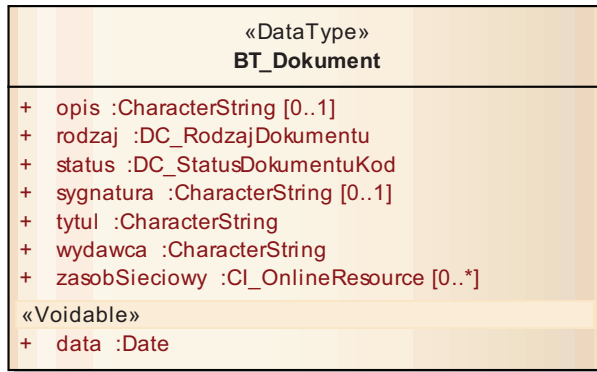 «DataType»
BT_Dokument
+ opis :CharacterString [0..1]
+ rodzaj :DC_RodzajDokumentu
+ status :DC_StatusDokumentuKod
+ sygnatura :CharacterString [0..1]
+ tytul :CharacterString
+ wydawca :CharacterString
+ zasobSieciowy :CI_OnlineResource [0..*]
«Voidable»
+ data :Date